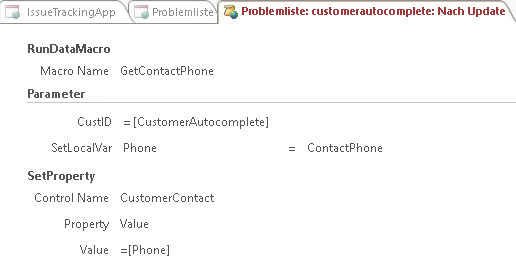 IssueTrackingApp Problemliste Problemliste: customerautocomplete: Nach Update
RunDataMacro
Macro Name GetContactPhone
Parameter
CustID =[CustomerAutocomplete]
SetLocalVar Phone = ContactPhone
SetProperty
Control Name CustomerContact
Property Value
Value =[Phone]